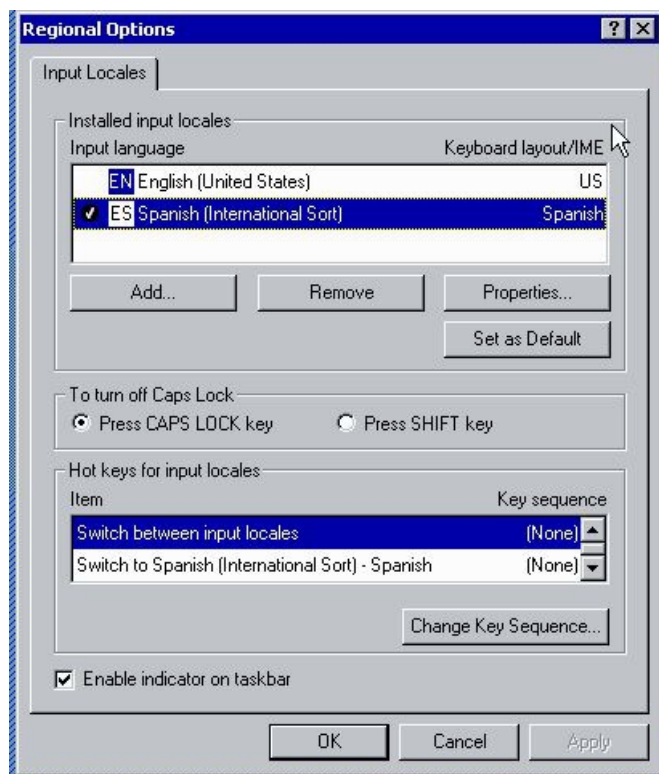 Regional Options
Input Locales
Installed input locales
Input language Keyboard layout/IME
EN English (United States) US
ES Spanish (International Sort) Spanish
Add... Remove Properties...
Set as Default
To turn off Caps Lock
Press CAPS LOCK key Press SHIFT key
Hot keys for input locales
Item Key sequence
Switch between input locales (None)
Switch to Spanish (International Sort) - Spanish (None)
Change Key Sequence...
Enable indicator on taskbar
OK Cancel Apply